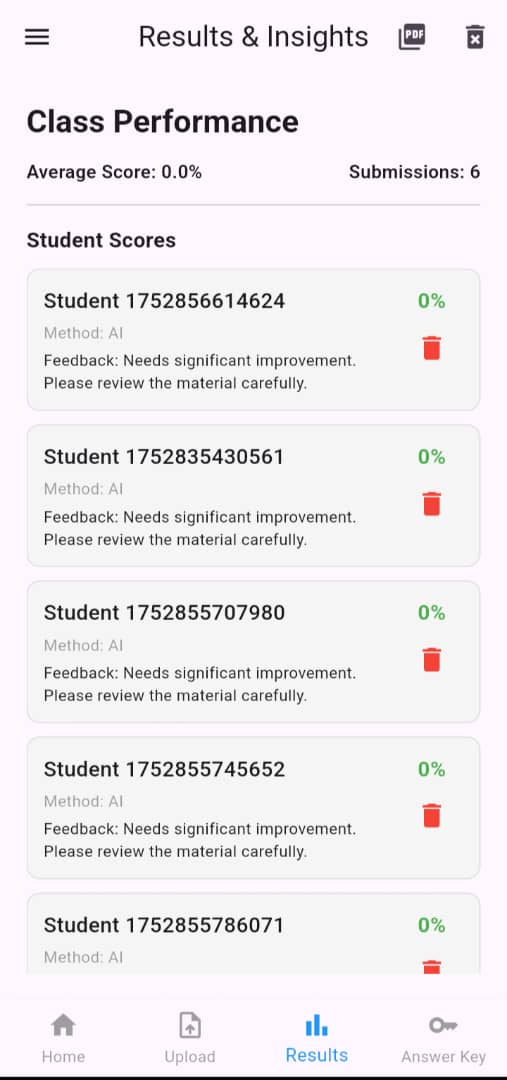 Results & Insights
PDF
Class Performance
Average Score: 0.0%
Submissions: 6
Student Scores
Student 1752856614624
0%
Method: AI
Feedback: Needs significant improvement.
Please review the material carefully.
Student 1752835430561
0%
Method: AI
Feedback: Needs significant improvement.
Please review the material carefully.
Student 1752855707980
0%
Method: AI
Feedback: Needs significant improvement.
Please review the material carefully.
Student 1752855745652
0%
Method: AI
Feedback: Needs significant improvement.
Please review the material carefully.
Student 1752855786071
0%
Method: AI
Home
Upload
Results
Answer Key